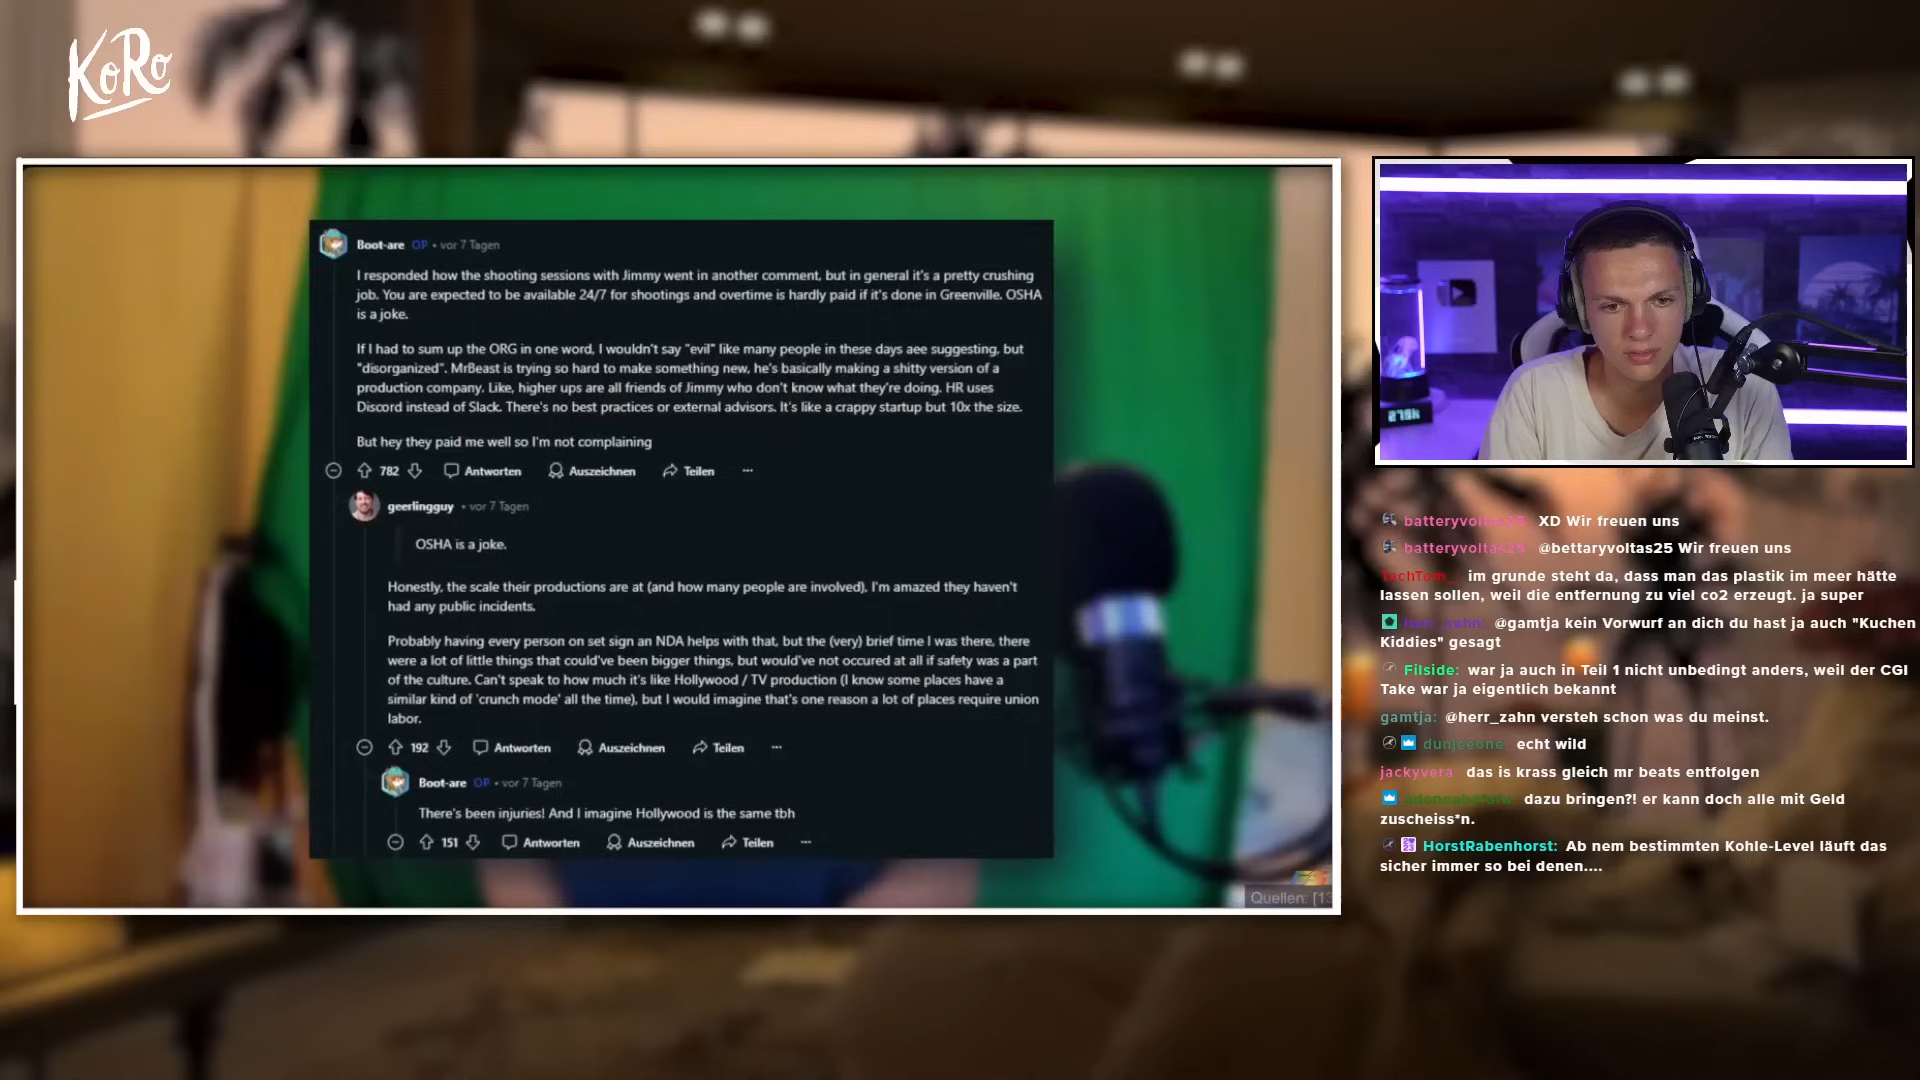 KoRo
Boot-are OP • vor 7 Tagen
I responded how the shooting sessions with Jimmy went in another comment, but in general it's a pretty crushing
job. You are expected to be available 24/7 for shootings and overtime is hardly paid if it's done in Greenville. OSHA
is a joke.
If I had to sum up the ORG in one word, I wouldn't say "evil" like many people in these days aee suggesting, but
"disorganized". MrBeast is trying so hard to make something new, he's basically making a shitty version of a
production company. Like, higher ups are all friends of Jimmy who don't know what they're doing. HR uses
Discord instead of Slack. There's no best practices or external advisors. It's like a crappy startup but 10x the size.
But hey they paid me well so I'm not complaining
782 Antworten Auszeichnen Teilen ...
geerlingguy • vor 7 Tagen
OSHA is a joke.
Honestly, the scale their productions are at (and how many people are involved), I'm amazed they haven't
had any public incidents.
Probably having every person on set sign an NDA helps with that, but the (very) brief time I was there, there
were a lot of little things that could've been bigger things, but would've not occured at all if safety was a part
of the culture. Can't speak to how much it's like Hollywood / TV production (I know some places have a
similar kind of 'crunch mode' all the time), but I would imagine that's one reason a lot of places require union
labor.
192 Antworten Auszeichnen Teilen ...
Boot-are OP • vor 7 Tagen
There's been injuries! And I imagine Hollywood is the same tbh
151 Antworten Auszeichnen Teilen ...
Quellen: [13
279k
batteryvoltas25: XD Wir freuen uns
batteryvoltas25: @bettaryvoltas25 Wir freuen uns
TechTom_: im grunde steht da, dass man das plastik im meer hätte
lassen sollen, weil die entfernung zu viel co2 erzeugt. ja super
herr_zahn: @gamtja kein Vorwurf an dich du hast ja auch "Kuchen
Kiddies" gesagt
Filside: war ja auch in Teil 1 nicht unbedingt anders, weil der CGI
Take war ja eigentlich bekannt
gamtja: @herr_zahn versteh schon was du meinst.
dunjeeone: echt wild
jackyvera: das is krass gleich mr beats entfolgen
dazu bringen?! er kann doch alle mit Geld
zuscheiss*n.
HorstRabenhorst: Ab nem bestimmten Kohle-Level läuft das
sicher immer so bei denen....